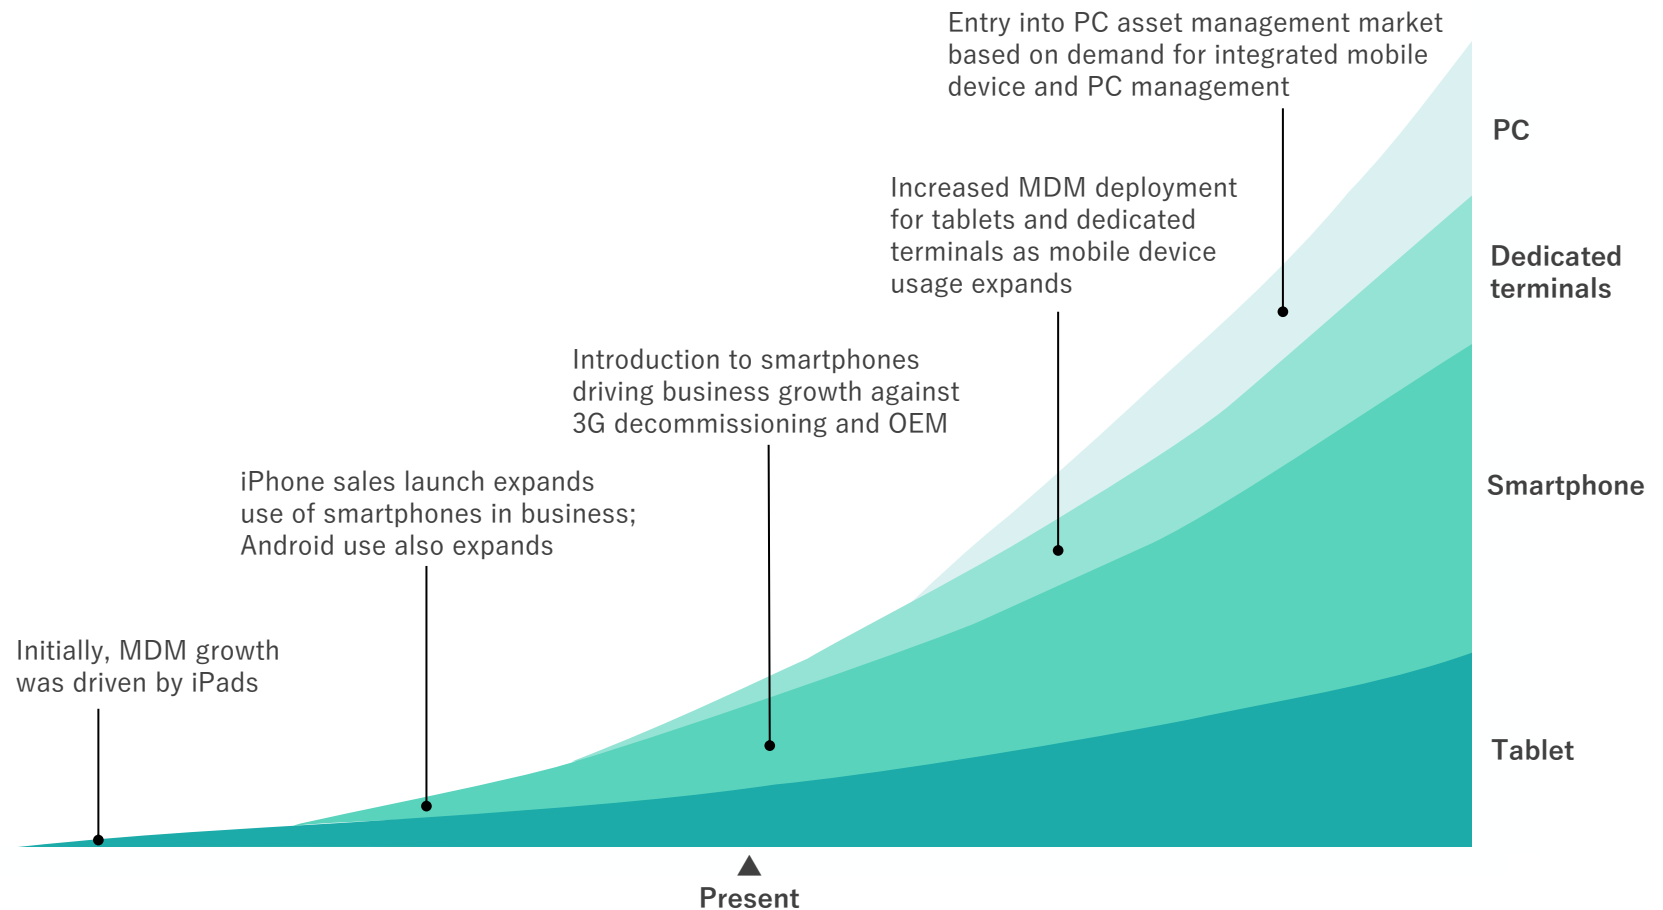 Entry into PC asset management market
based on demand for integrated mobile
device and PC management
PC
Increased MDM deployment
for tablets and dedicated
terminals as mobile device
usage expands
Dedicated
terminals
Introduction to smartphones
driving business growth against
3G decommissioning and OEM
iPhone sales launch expands
use of smartphones in business;
Android use also expands
Smartphone
Initially, MDM growth
was driven by iPads
Tablet
Present